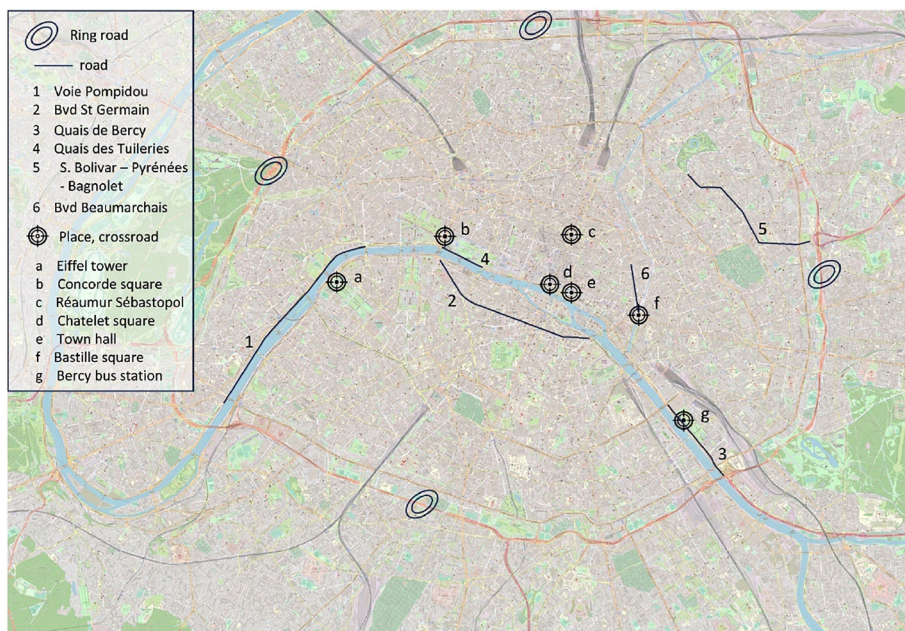 Ring road
road
1 Voie Pompidou
2 Bvd St Germain
3 Quais de Bercy
4 Quais des Tuileries
5 S. Bolivar – Pyrénées
- Bagnolet
6 Bvd Beaumarchais
Place, crossroad
a Eiffel tower
b Concorde square
c Réaumur Sébastopol
d Chatelet square
e Town hall
f Bastille square
g Bercy bus station
b
c
5
4
a
d
e
6
2
f
1
g
3